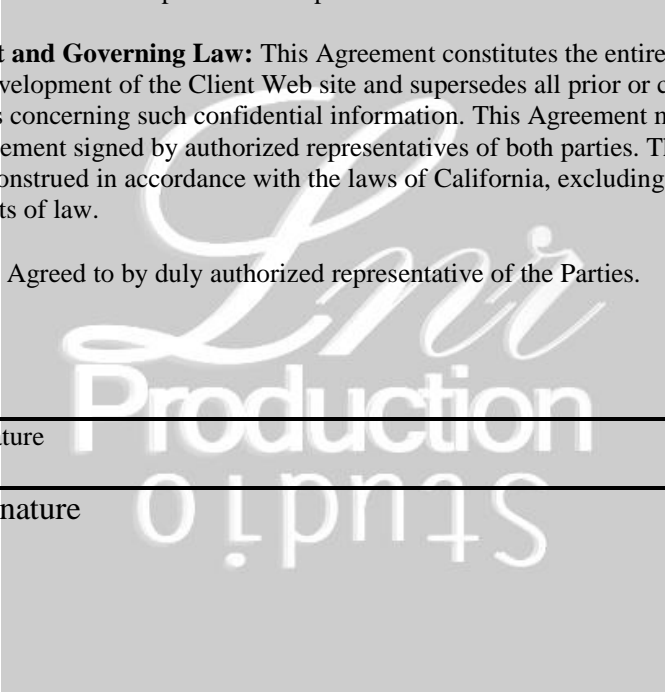 t and Governing Law: This Agreement constitutes the entire
velopment of the Client Web site and supersedes all prior or c
s concerning such confidential information. This Agreement m
ement signed by authorized representatives of both parties. Th
onstrued in accordance with the laws of California, excluding
ts of law.
Agreed to by duly authorized representative of the Parties.
Lnr
Production
ature
nature
Studio